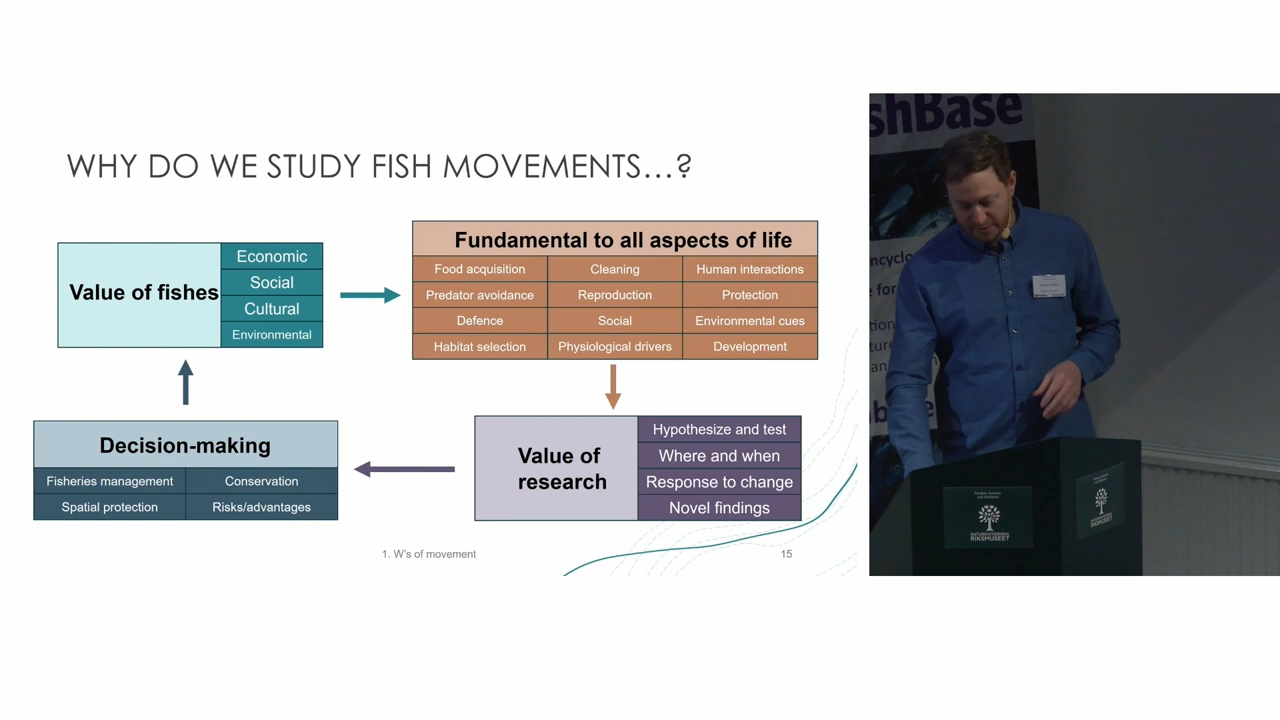 WHY DO WE STUDY FISH MOVEMENTS...?
Value of fishes
Economic
Social
Cultural
Environmental
Fundamental to all aspects of life
Food acquisition Cleaning Human interactions
Predator avoidance Reproduction Protection
Defence Social Environmental cues
Habitat selection Physiological drivers Development
Decision-making
Fisheries management Conservation
Spatial protection Risks/advantages
Value of
research
Hypothesize and test
Where and when
Response to change
Novel findings
1. W's of movement
15
shBase
NATURHISTORISKA
RIKSMUSEET